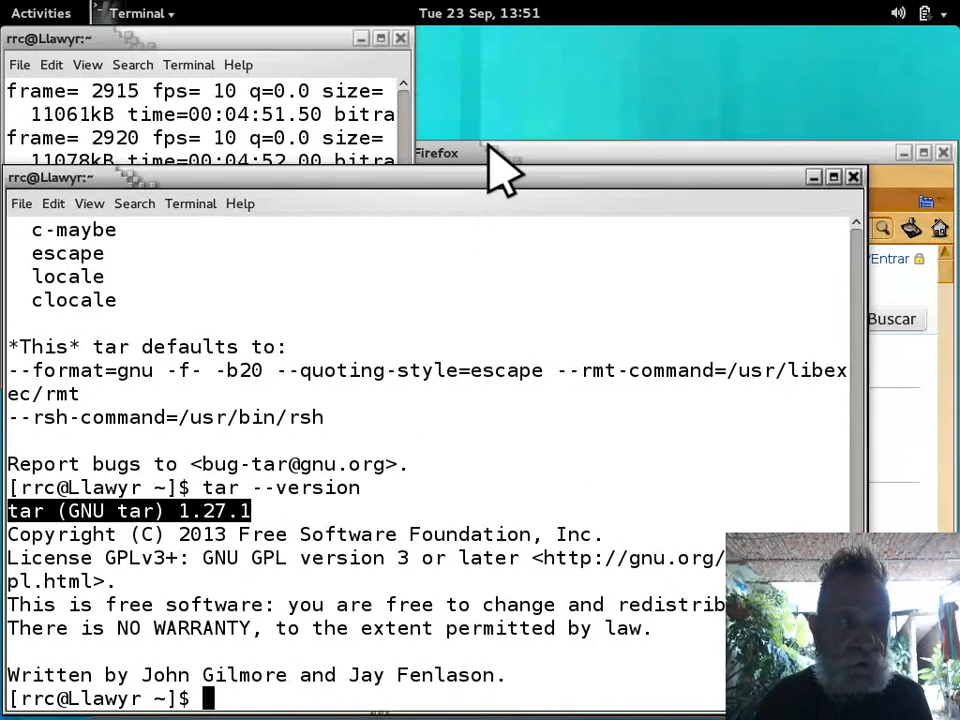 Activities Terminal Tue 23 Sep, 13:51
rrc@Llawyr:~
File Edit View Search Terminal Help
frame= 2915 fps= 10 q=0.0 size=
11061kB time=00:04:51.50 bitra
frame= 2920 fps= 10 q=0.0 size=
11078kB time=00:04:52.00 bitra
Firefox
rrc@Llawyr:~
File Edit View Search Terminal Help
c-maybe
escape
locale
clocale
/Entrar
Buscar
*This* tar defaults to:
--format=gnu -f- -b20 --quoting-style=escape --rmt-command=/usr/libex
ec/rmt
--rsh-command=/usr/bin/rsh
Report bugs to <bug-tar@gnu.org>.
[rrc@Llawyr ~]$ tar --version
tar (GNU tar) 1.27.1
Copyright (C) 2013 Free Software Foundation, Inc.
License GPLv3+: GNU GPL version 3 or later <http://gnu.org/
pl.html>.
This is free software: you are free to change and redistrib
There is NO WARRANTY, to the extent permitted by law.
Written by John Gilmore and Jay Fenlason.
[rrc@Llawyr ~]$